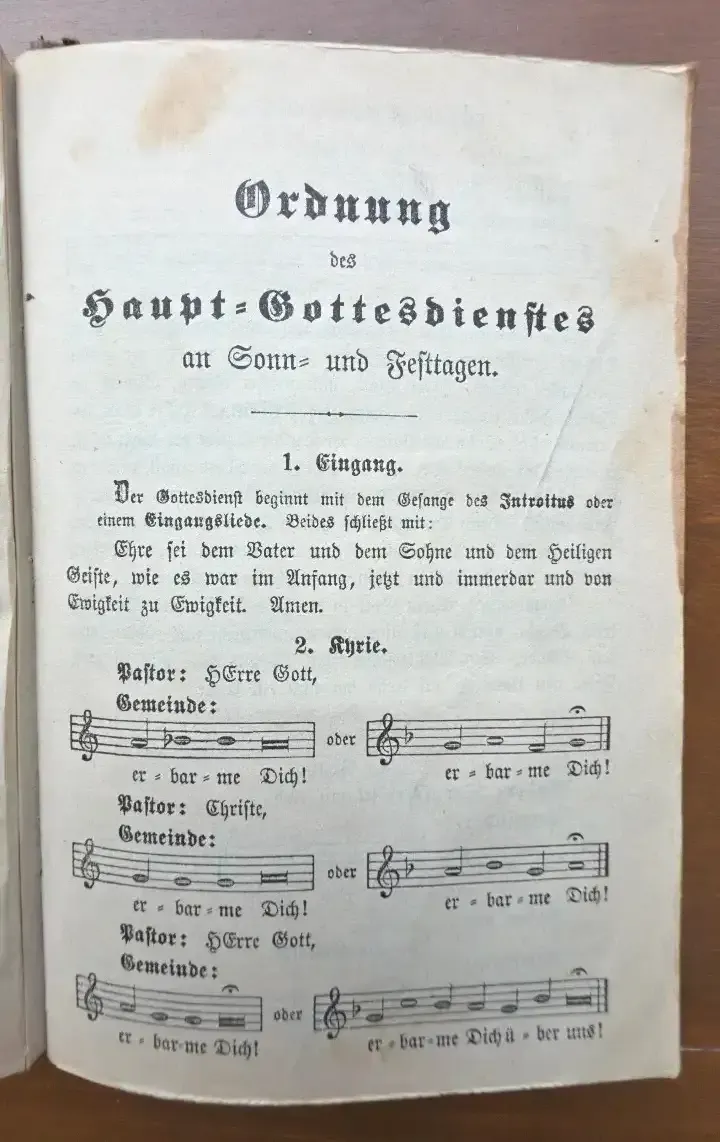 Ordnung
des
Haupt-Gottesdienstes
an Sonn- und Festtagen.
1. Eingang.
Der Gottesdienst beginnt mit dem Gesange des Introitus oder
einem Eingangsliede. Beides schließt mit:
Ehre sei dem Vater und dem Sohne und dem Heiligen
Geiste, wie es war im Anfang, jetzt und immerdar und von
Ewigkeit zu Ewigkeit. Amen.
2. Kyrie.
Pastor: HErre Gott,
Gemeinde:
oder
er - bar - me Dich! er - bar - me Dich!
Pastor: Christe,
Gemeinde:
oder
er - bar - me Dich! er - bar - me Dich!
Pastor: HErre Gott,
Gemeinde:
oder
er - bar-me Dich! er - bar-me Dich ü - ber uns!